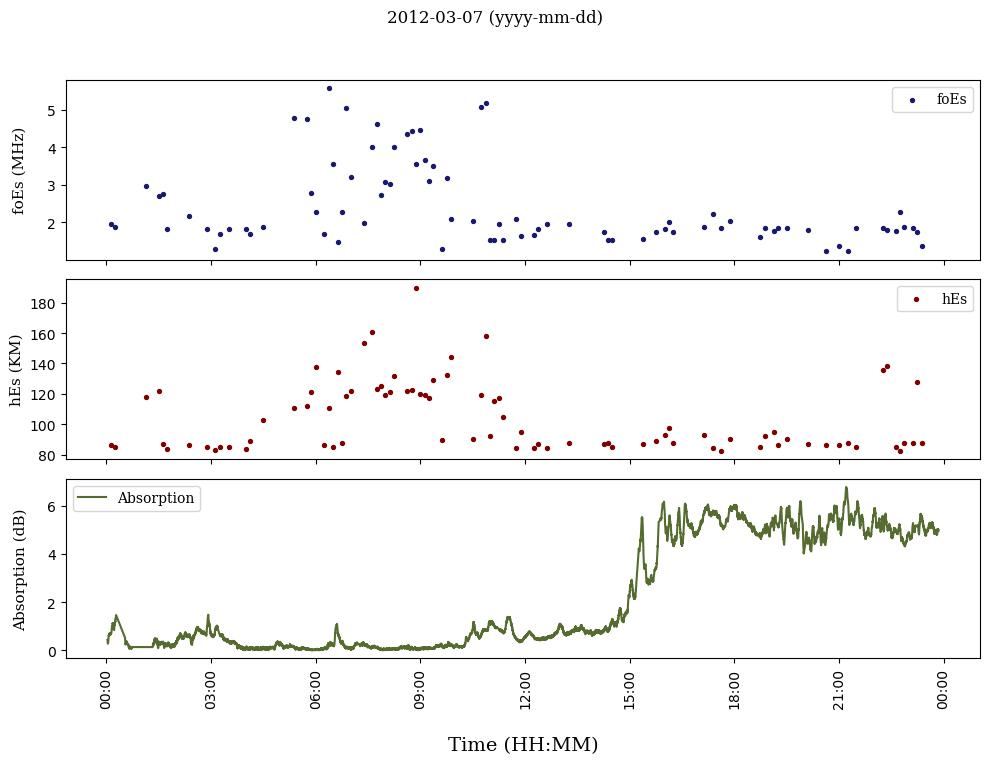 2012-03-07 (yyyy-mm-dd)
foEs (MHz)
5
4
3
2
foEs
hEs (KM)
180
160
140
120
100
80
hEs
Absorption (dB)
6
4
2
0
Absorption
00:00 03:00 06:00 09:00 12:00 15:00 18:00 21:00 00:00
Time (HH:MM)